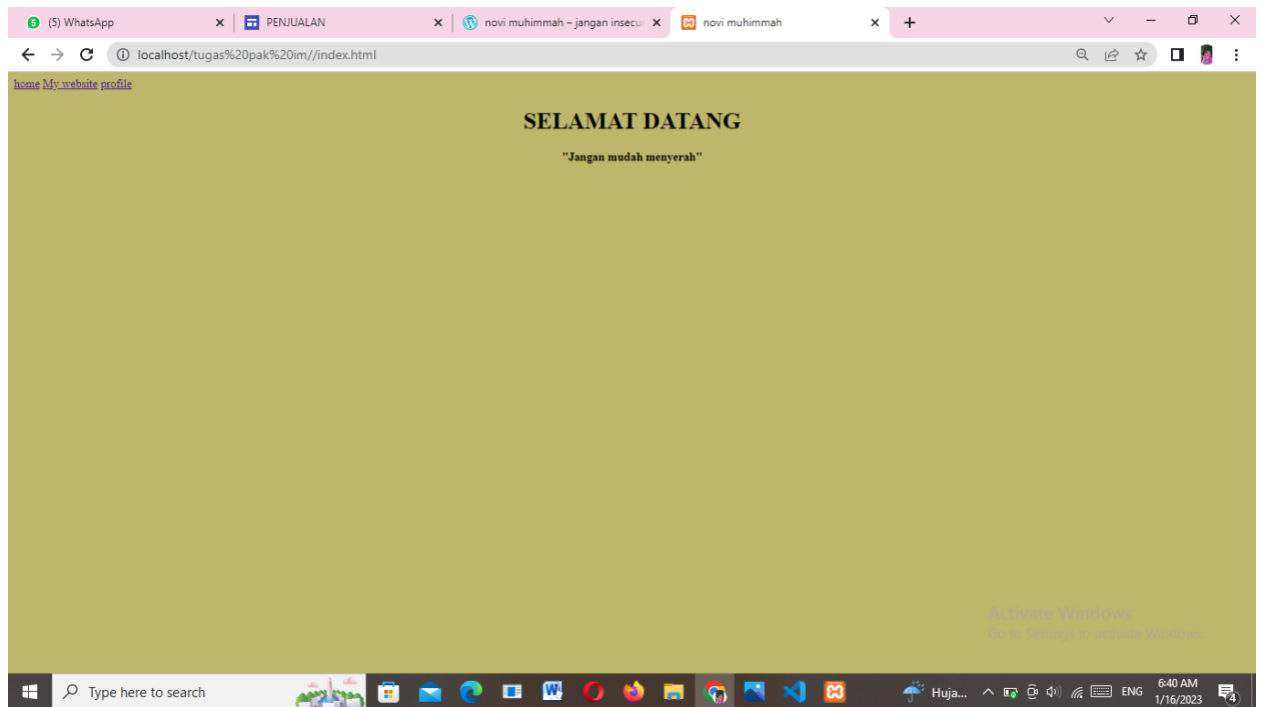 (5) WhatsApp
PENJUALAN
novi muhimmah – jangan insecu
novi muhimmah
localhost/tugas%20pak%20im//index.html
home My website profile
SELAMAT DATANG
"Jangan mudah menyerah"
Activate Windows
Go to Settings to activate Windows.
Type here to search
Huja...
ENG
6:40 AM
1/16/2023
4